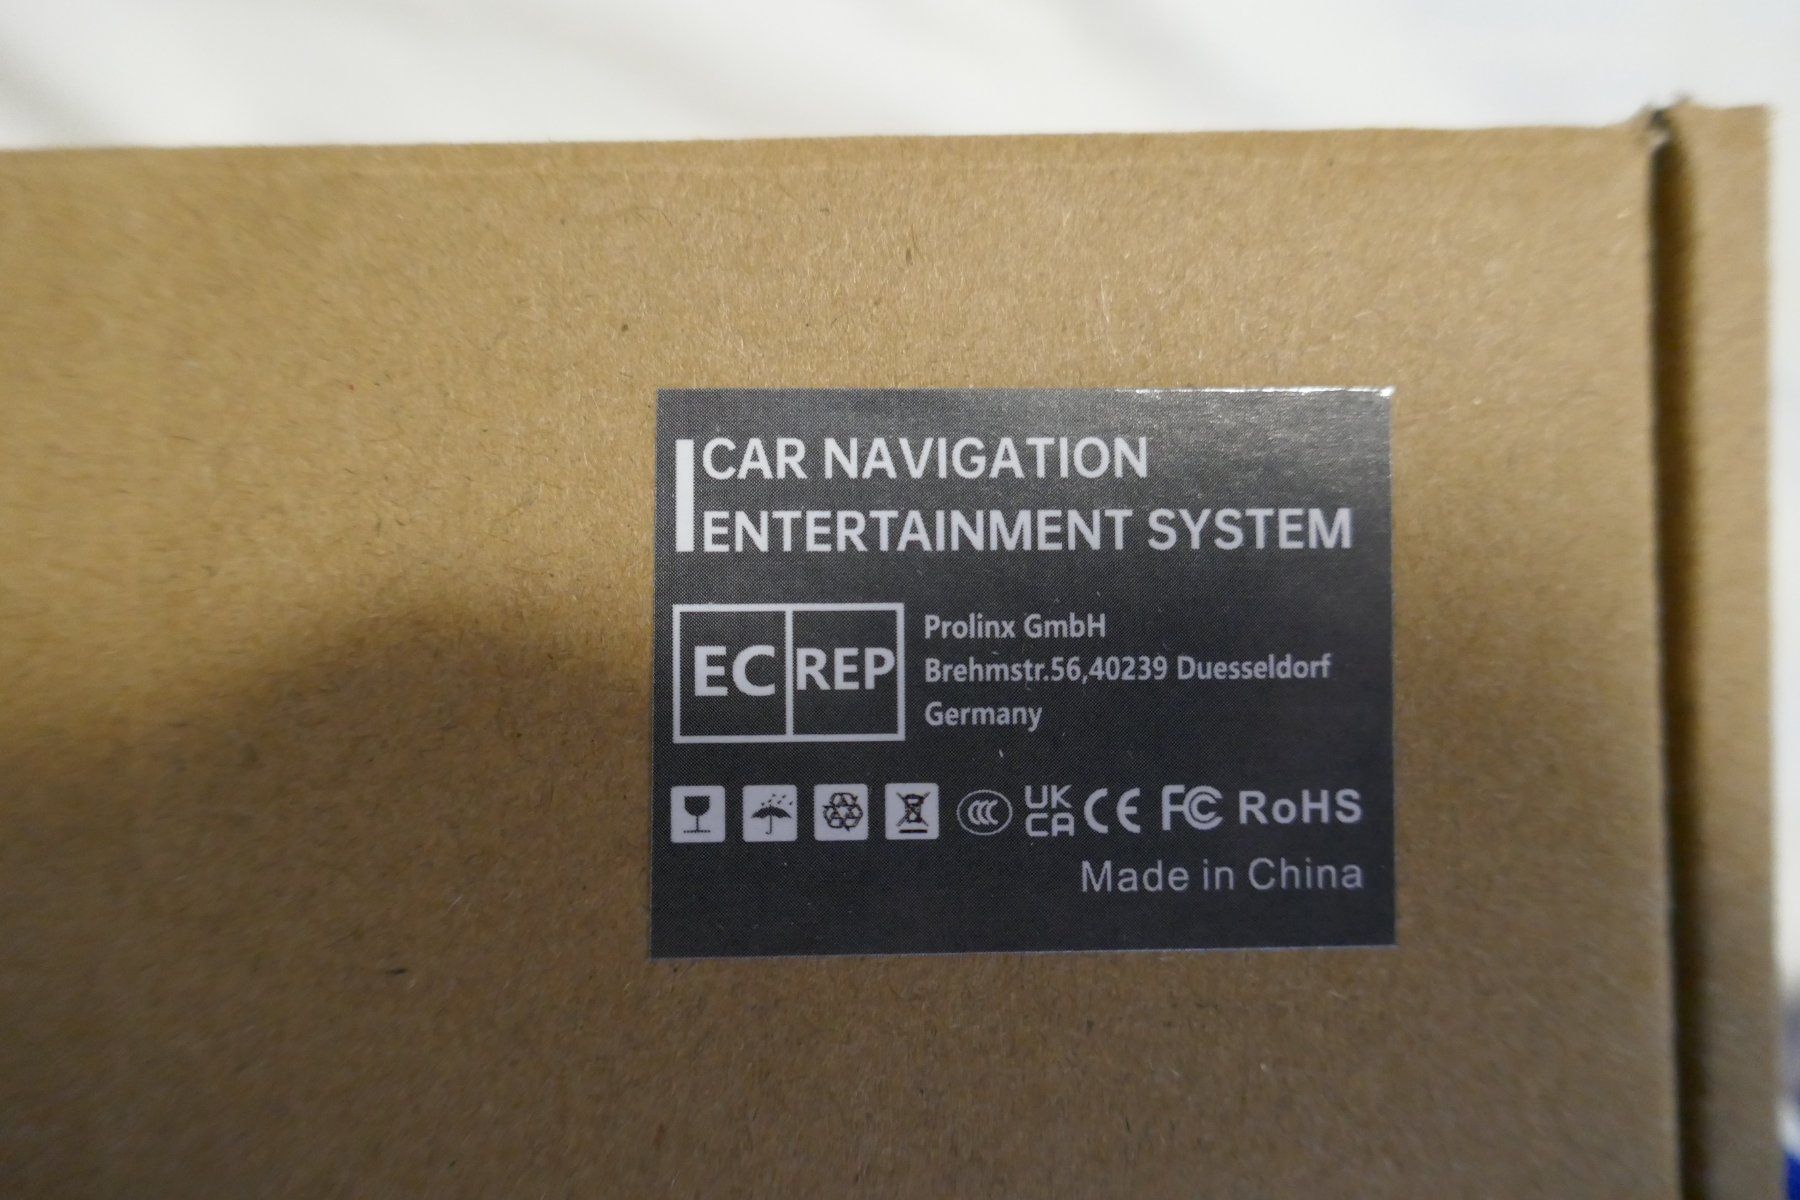 CAR NAVIGATION
ENTERTAINMENT SYSTEM
EC REP
Prolinx GmbH
Brehmstr.56,40239 Duesseldorf
Germany
CCC UK CA CE FC RoHS
Made in China